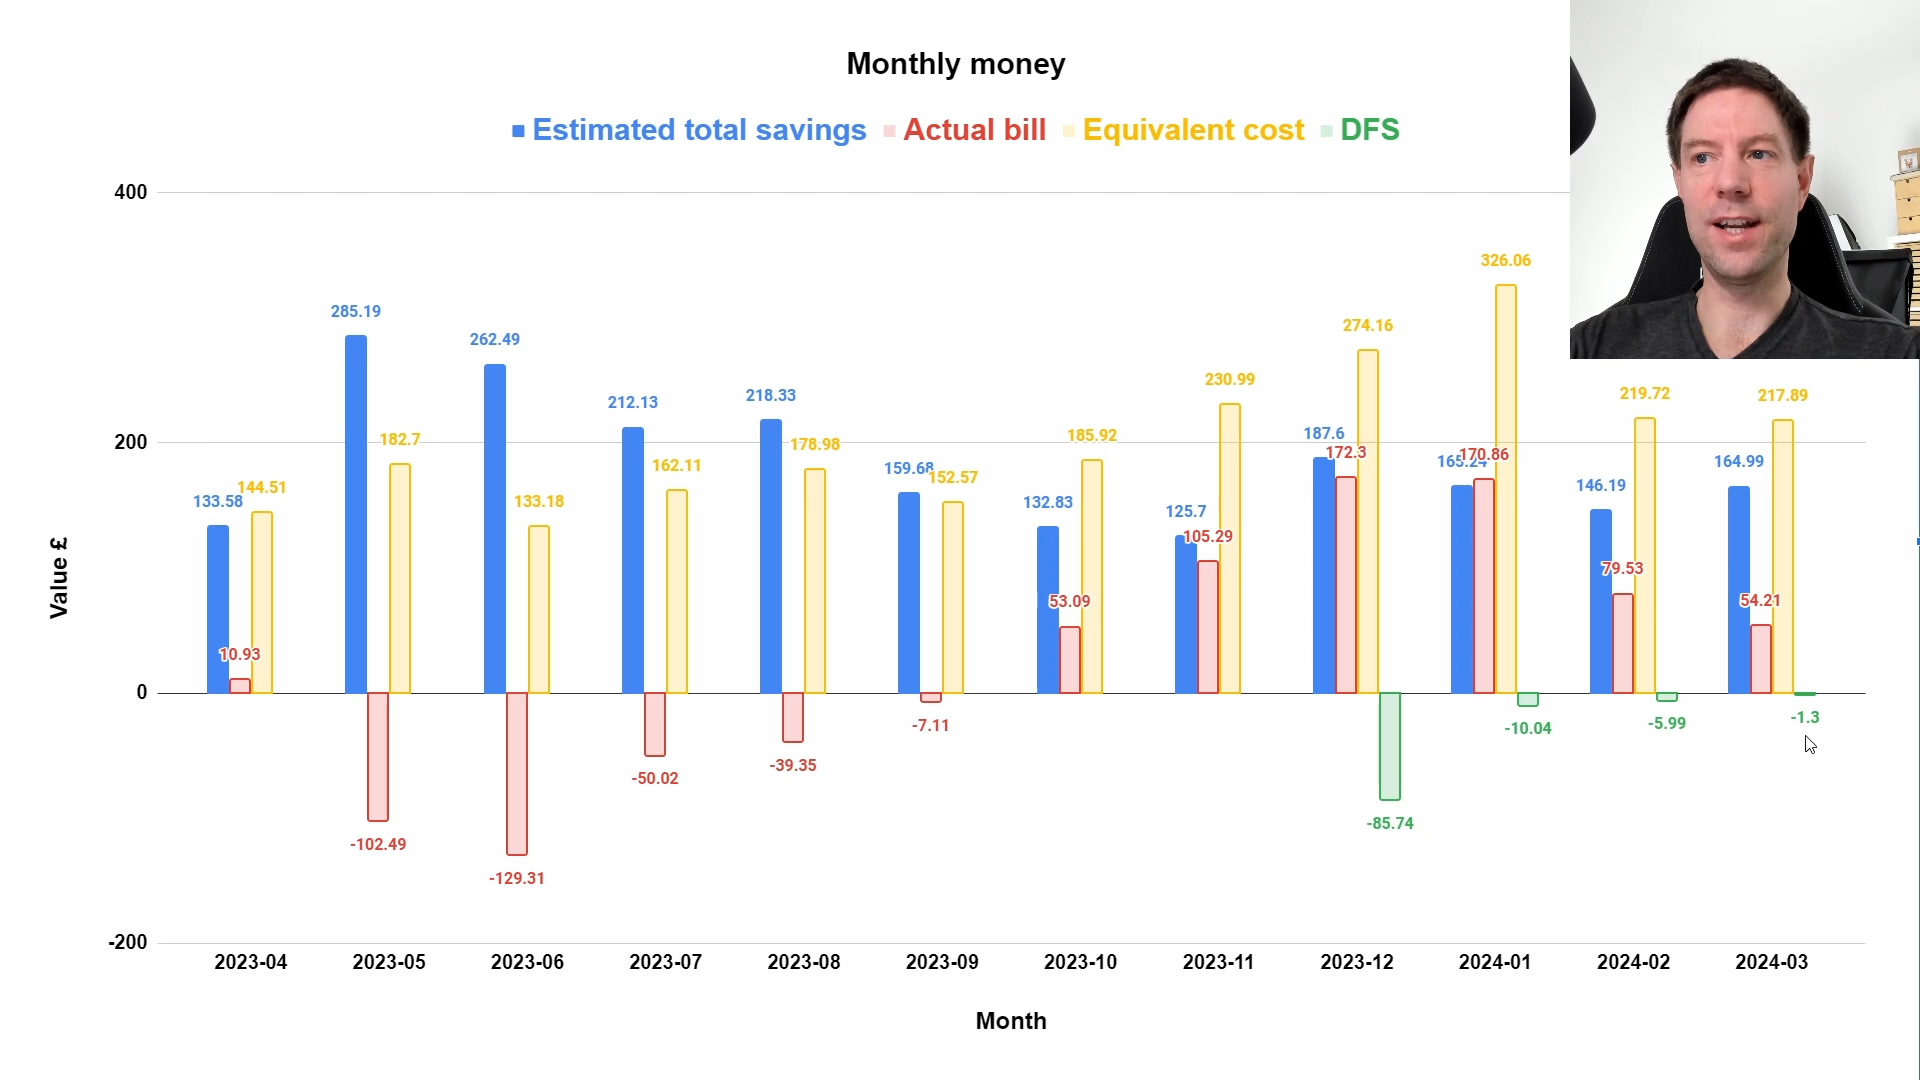 Monthly money
Estimated total savings Actual bill Equivalent cost DFS
400
200
0
-200
Value £
133.58 10.93 144.51
285.19 -102.49 182.7
262.49 -129.31 133.18
212.13 -50.02 162.11
218.33 -39.35 178.98
159.68 -7.11 152.57
132.83 53.09 185.92
125.7 105.29 230.99
187.6 172.3 274.16 -85.74
165.24 170.86 326.06 -10.04
146.19 79.53 219.72 -5.99
164.99 54.21 217.89 -1.3
2023-04 2023-05 2023-06 2023-07 2023-08 2023-09 2023-10 2023-11 2023-12 2024-01 2024-02 2024-03
Month